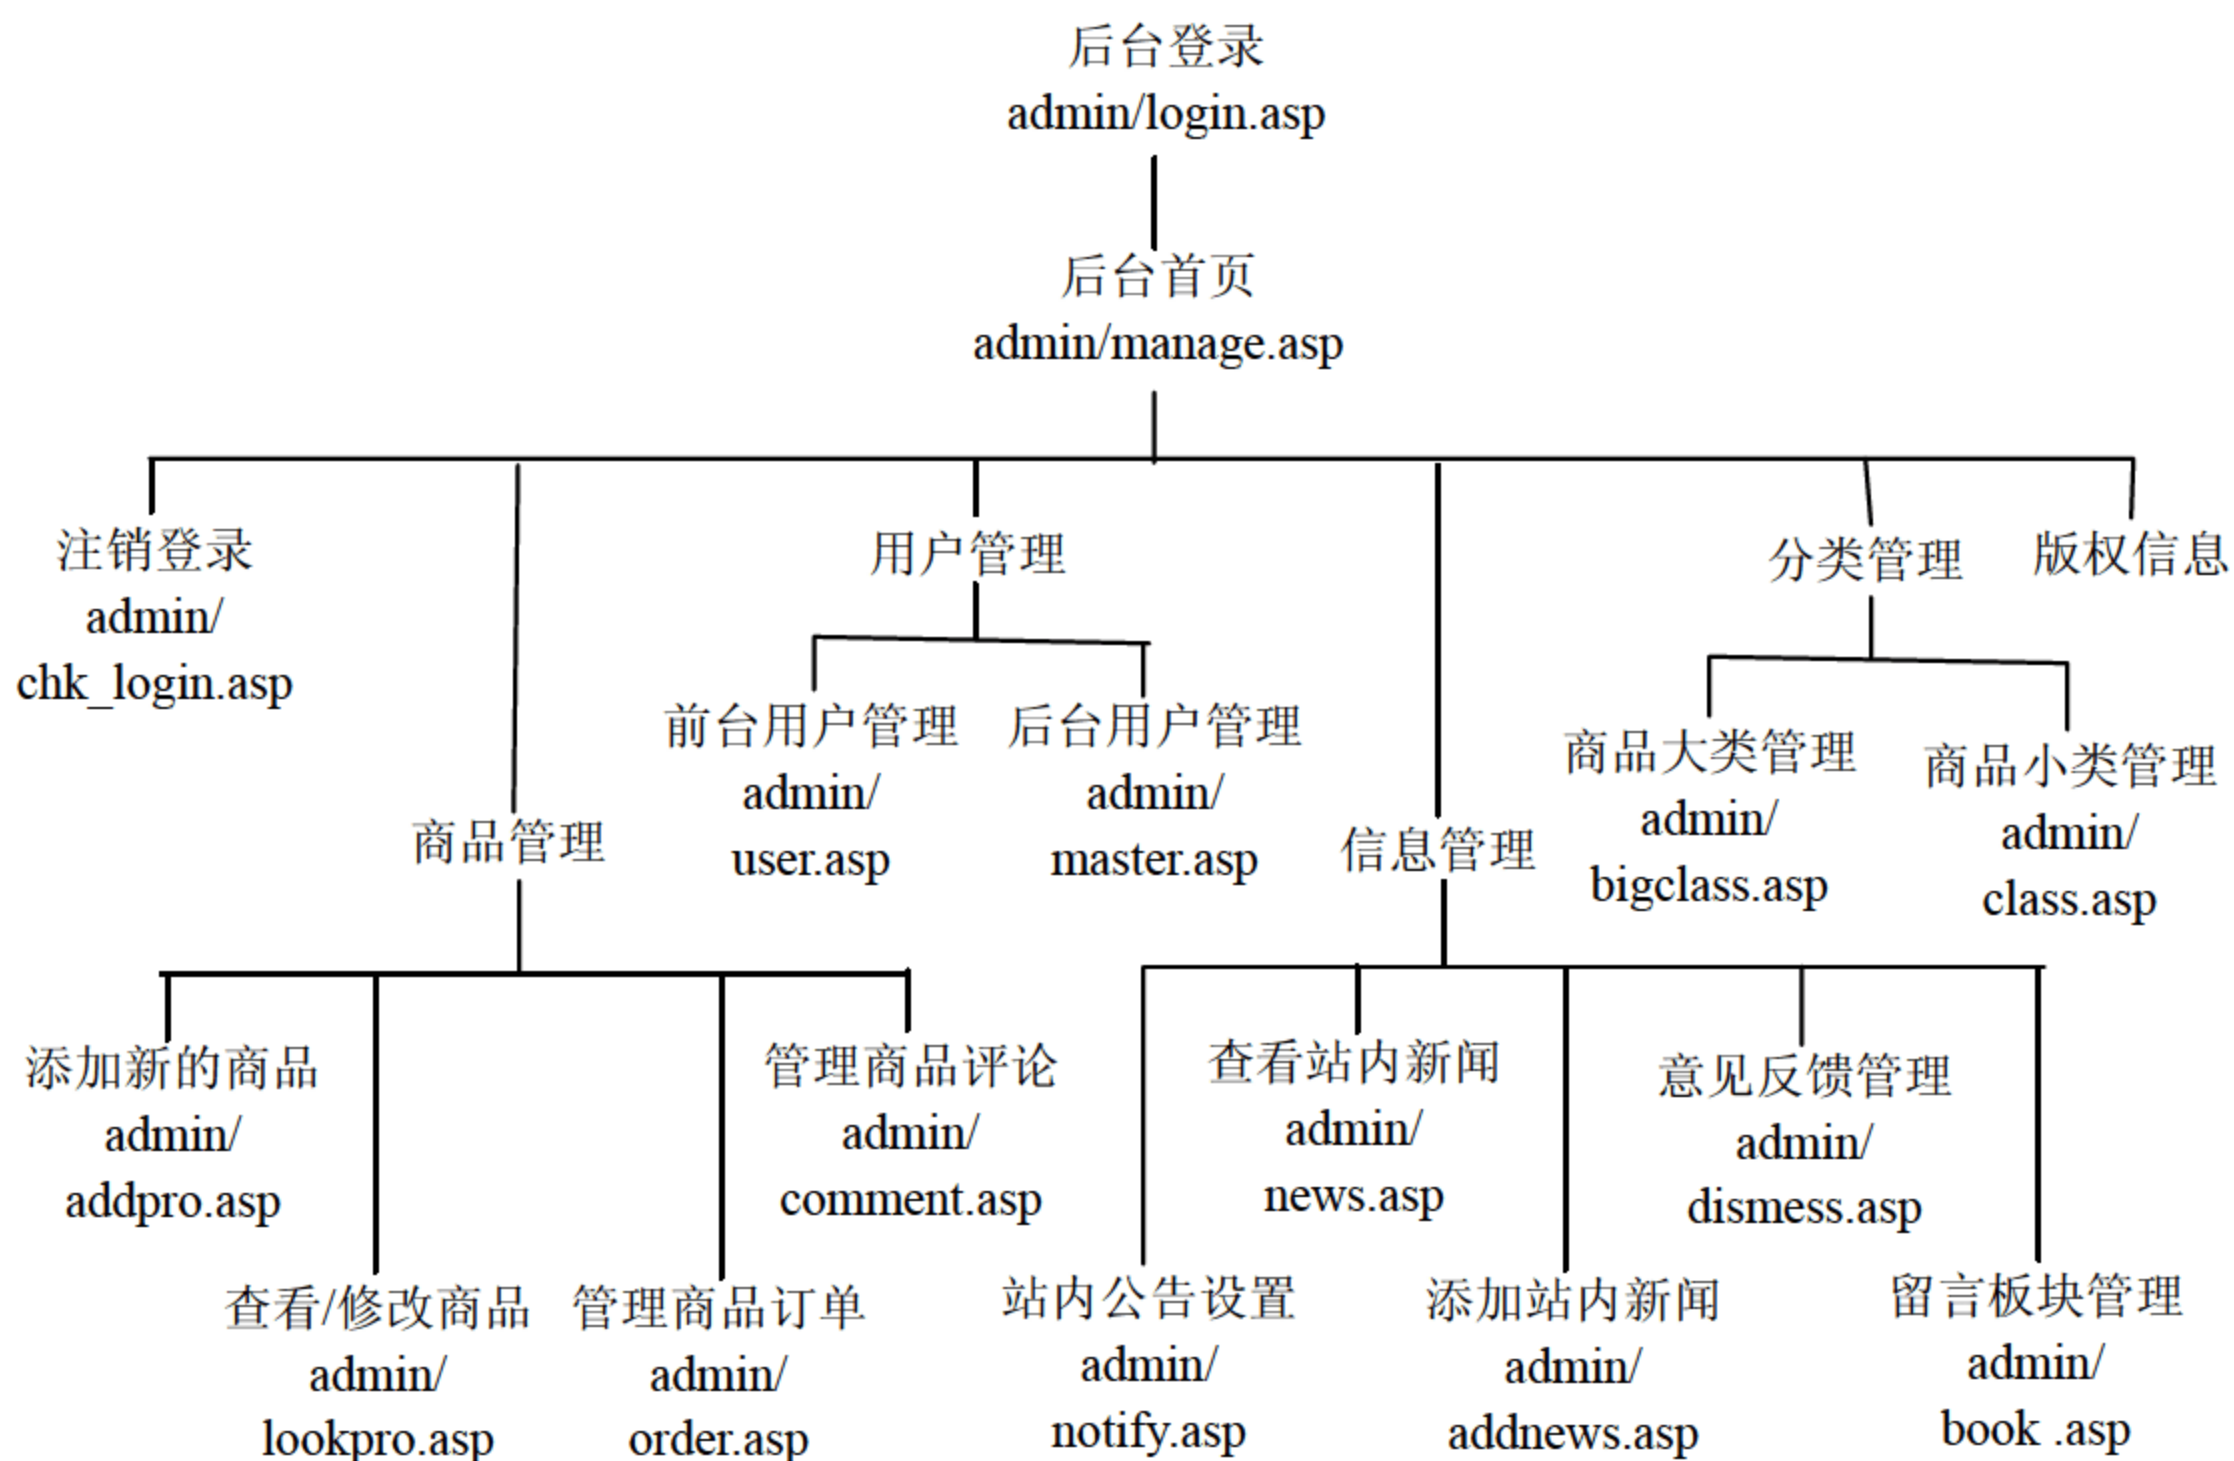 后台登录
admin/login.asp
后台首页
admin/manage.asp
注销登录
admin/
chk_login.asp
商品管理
用户管理
前台用户管理
admin/
user.asp
后台用户管理
admin/
master.asp
信息管理
分类管理
商品大类管理
admin/
bigclass.asp
商品小类管理
admin/
class.asp
版权信息
添加新的商品
admin/
addpro.asp
查看/修改商品
admin/
lookpro.asp
管理商品订单
admin/
order.asp
管理商品评论
admin/
comment.asp
站内公告设置
admin/
notify.asp
查看站内新闻
admin/
news.asp
添加站内新闻
admin/
addnews.asp
意见反馈管理
admin/
dismess.asp
留言板块管理
admin/
book .asp